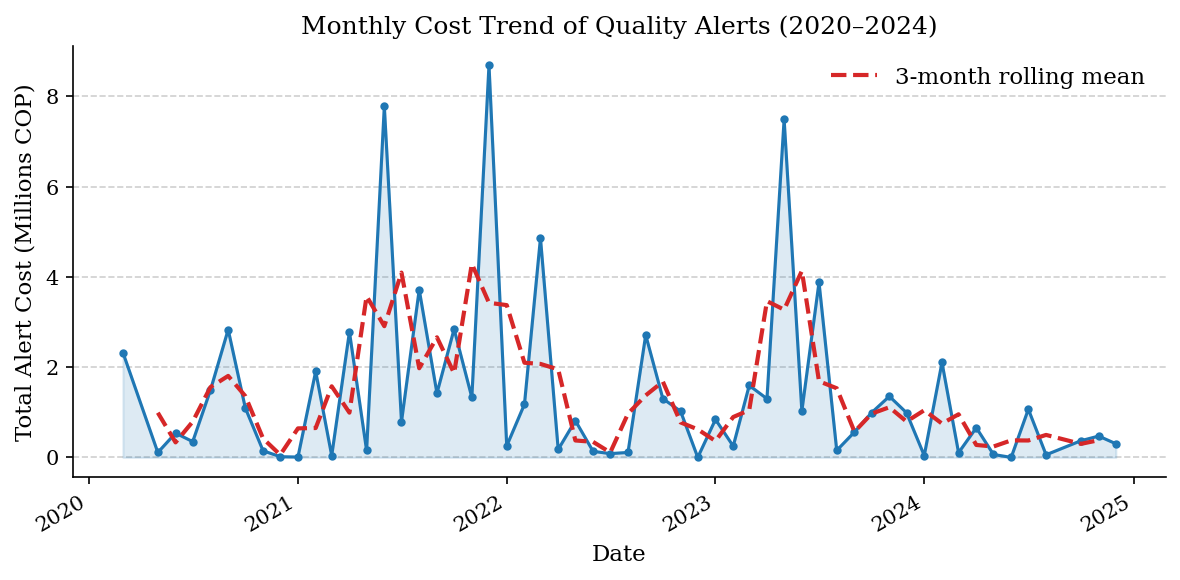 Monthly Cost Trend of Quality Alerts (2020–2024)
3-month rolling mean
Total Alert Cost (Millions COP)
8
6
4
2
0
2020
2021
2022
2023
2024
2025
Date